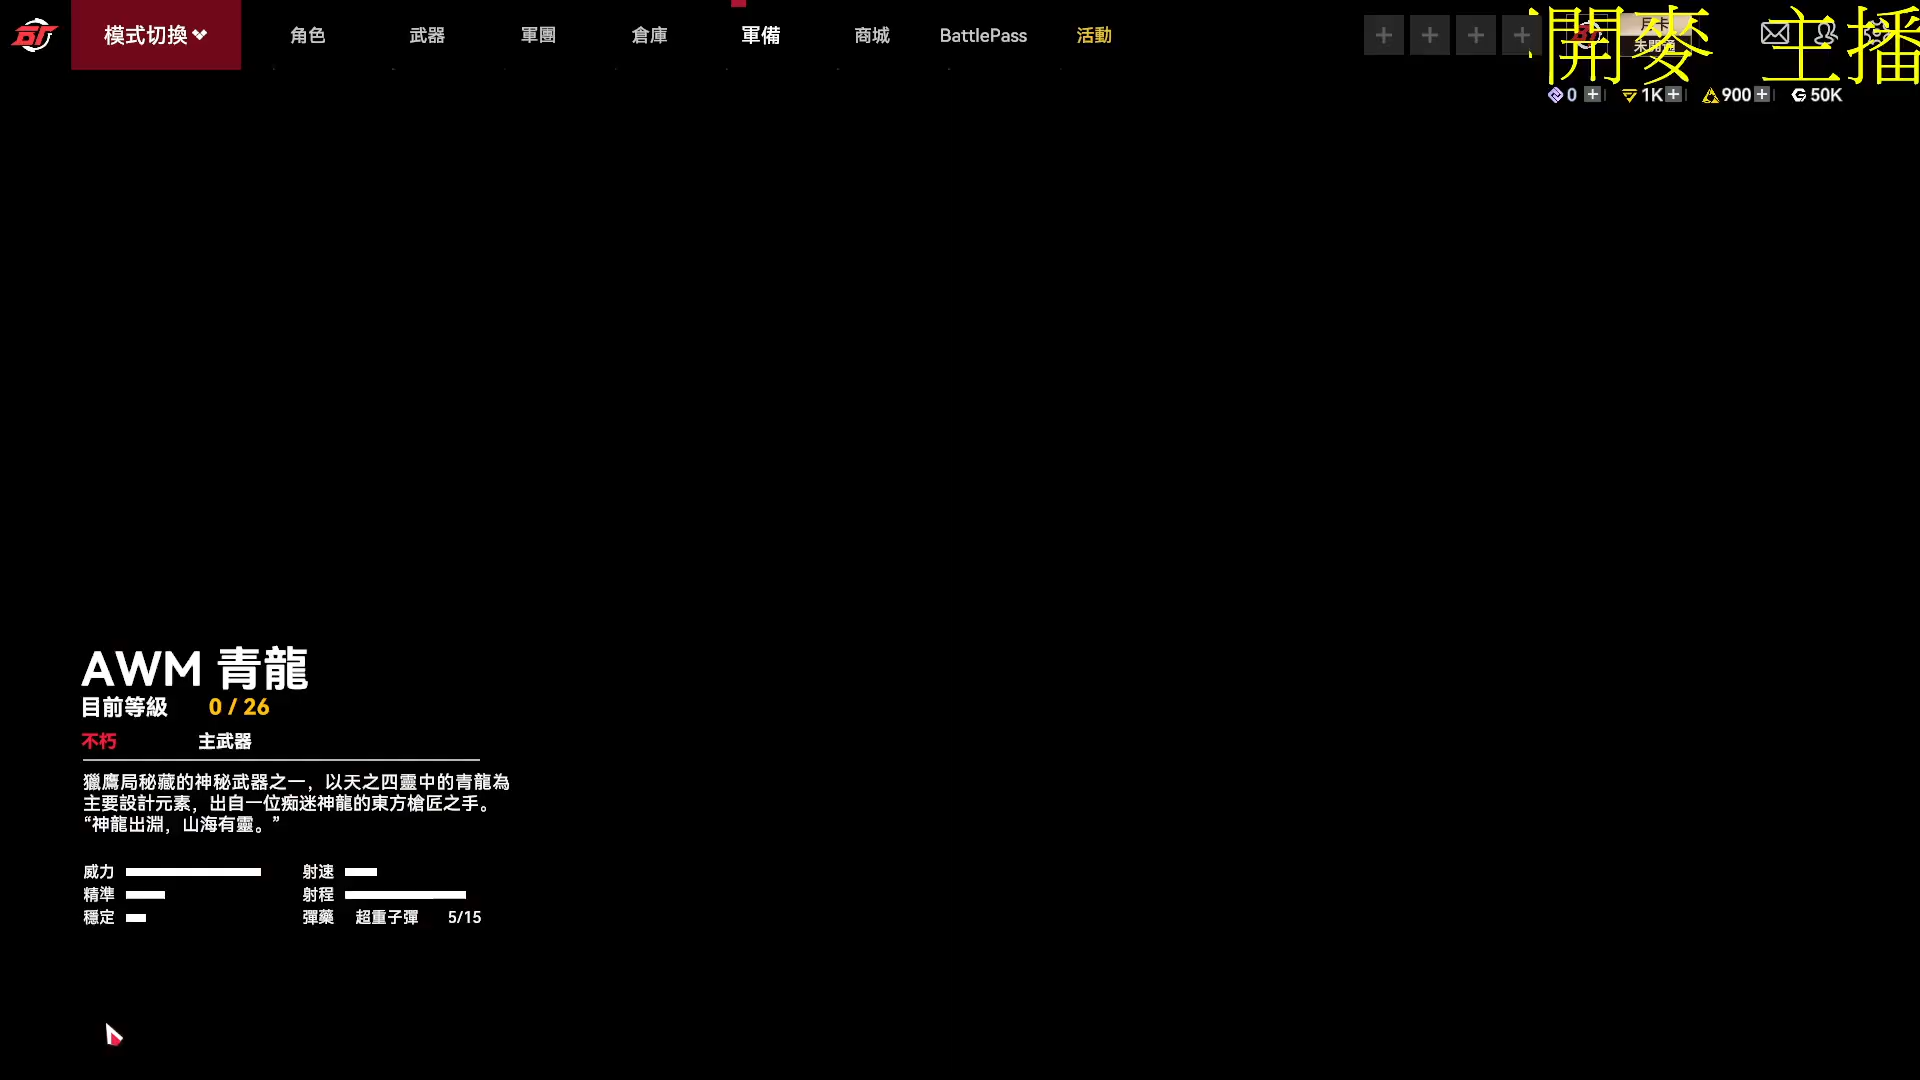 模式切換
角色
武器
軍團
倉庫
軍備
商城
BattlePass
活動
開麥 主播
月卡
未開通
0
1K
900
50K
AWM 青龍
目前等級 0 / 26
不朽 主武器
獵鷹局秘藏的神秘武器之一，以天之四靈中的青龍為
主要設計元素，出自一位痴迷神龍的東方槍匠之手。
“神龍出淵，山海有靈。”
威力 射速
精準 射程
穩定 彈藥 超重子彈 5/15